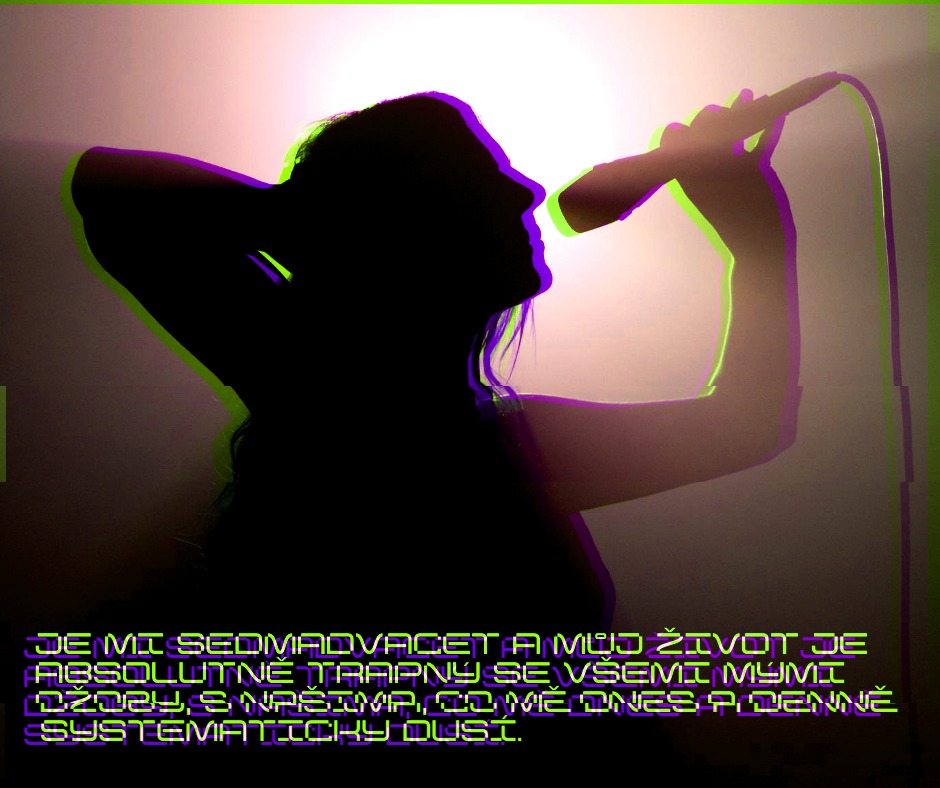 JE MI SEDMADVACET A MŮJ ŽIVOT JE
ABSOLUTNĚ TRAPNÝ SE VŠEMI MÝMI
DŽOBY, S NAŠIMA, CO MĚ DNES A DENNĚ
SYSTEMATICKY DUSÍ.